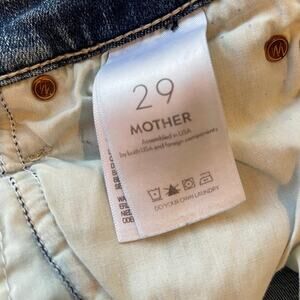 29
MOTHER
Assembled in USA
by both USA and foreign components
DO YOUR OWN LAUNDRY